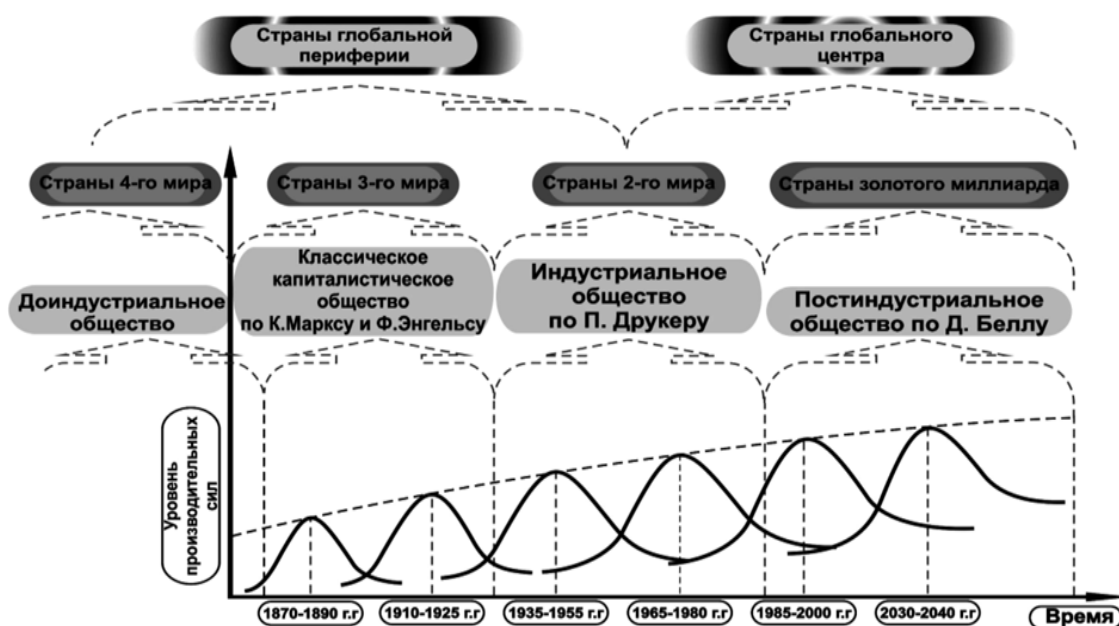 Страны глобальной
периферии
Страны глобального
центра
Страны 4-го мира
Страны 3-го мира
Страны 2-го мира
Страны золотого миллиарда
Доиндустриальное
общество
Классическое
капиталистическое
общество
по К.Марксу и Ф.Энгельсу
Индустриальное
общество
по П. Друкеру
Постиндустриальное
общество по Д. Беллу
Уровень
производительных
сил
1870-1890 г.г
1910-1925 г.г
1935-1955 г.г
1965-1980 г.г
1985-2000 г.г
2030-2040 г.г
Время